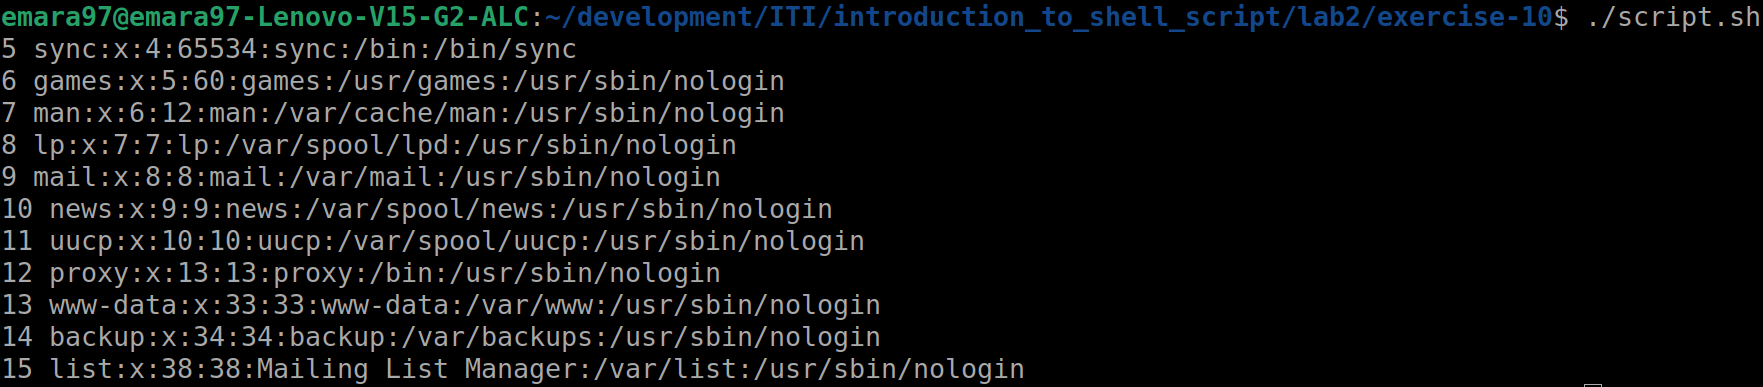 emara97@emara97-Lenovo-V15-G2-ALC:~/development/ITI/introduction_to_shell_script/lab2/exercise-10$ ./script.sh
5 sync:x:4:65534:sync:/bin:/bin/sync
6 games:x:5:60:games:/usr/games:/usr/sbin/nologin
7 man:x:6:12:man:/var/cache/man:/usr/sbin/nologin
8 lp:x:7:7:lp:/var/spool/lpd:/usr/sbin/nologin
9 mail:x:8:8:mail:/var/mail:/usr/sbin/nologin
10 news:x:9:9:news:/var/spool/news:/usr/sbin/nologin
11 uucp:x:10:10:uucp:/var/spool/uucp:/usr/sbin/nologin
12 proxy:x:13:13:proxy:/bin:/usr/sbin/nologin
13 www-data:x:33:33:www-data:/var/www:/usr/sbin/nologin
14 backup:x:34:34:backup:/var/backups:/usr/sbin/nologin
15 list:x:38:38:Mailing List Manager:/var/list:/usr/sbin/nologin